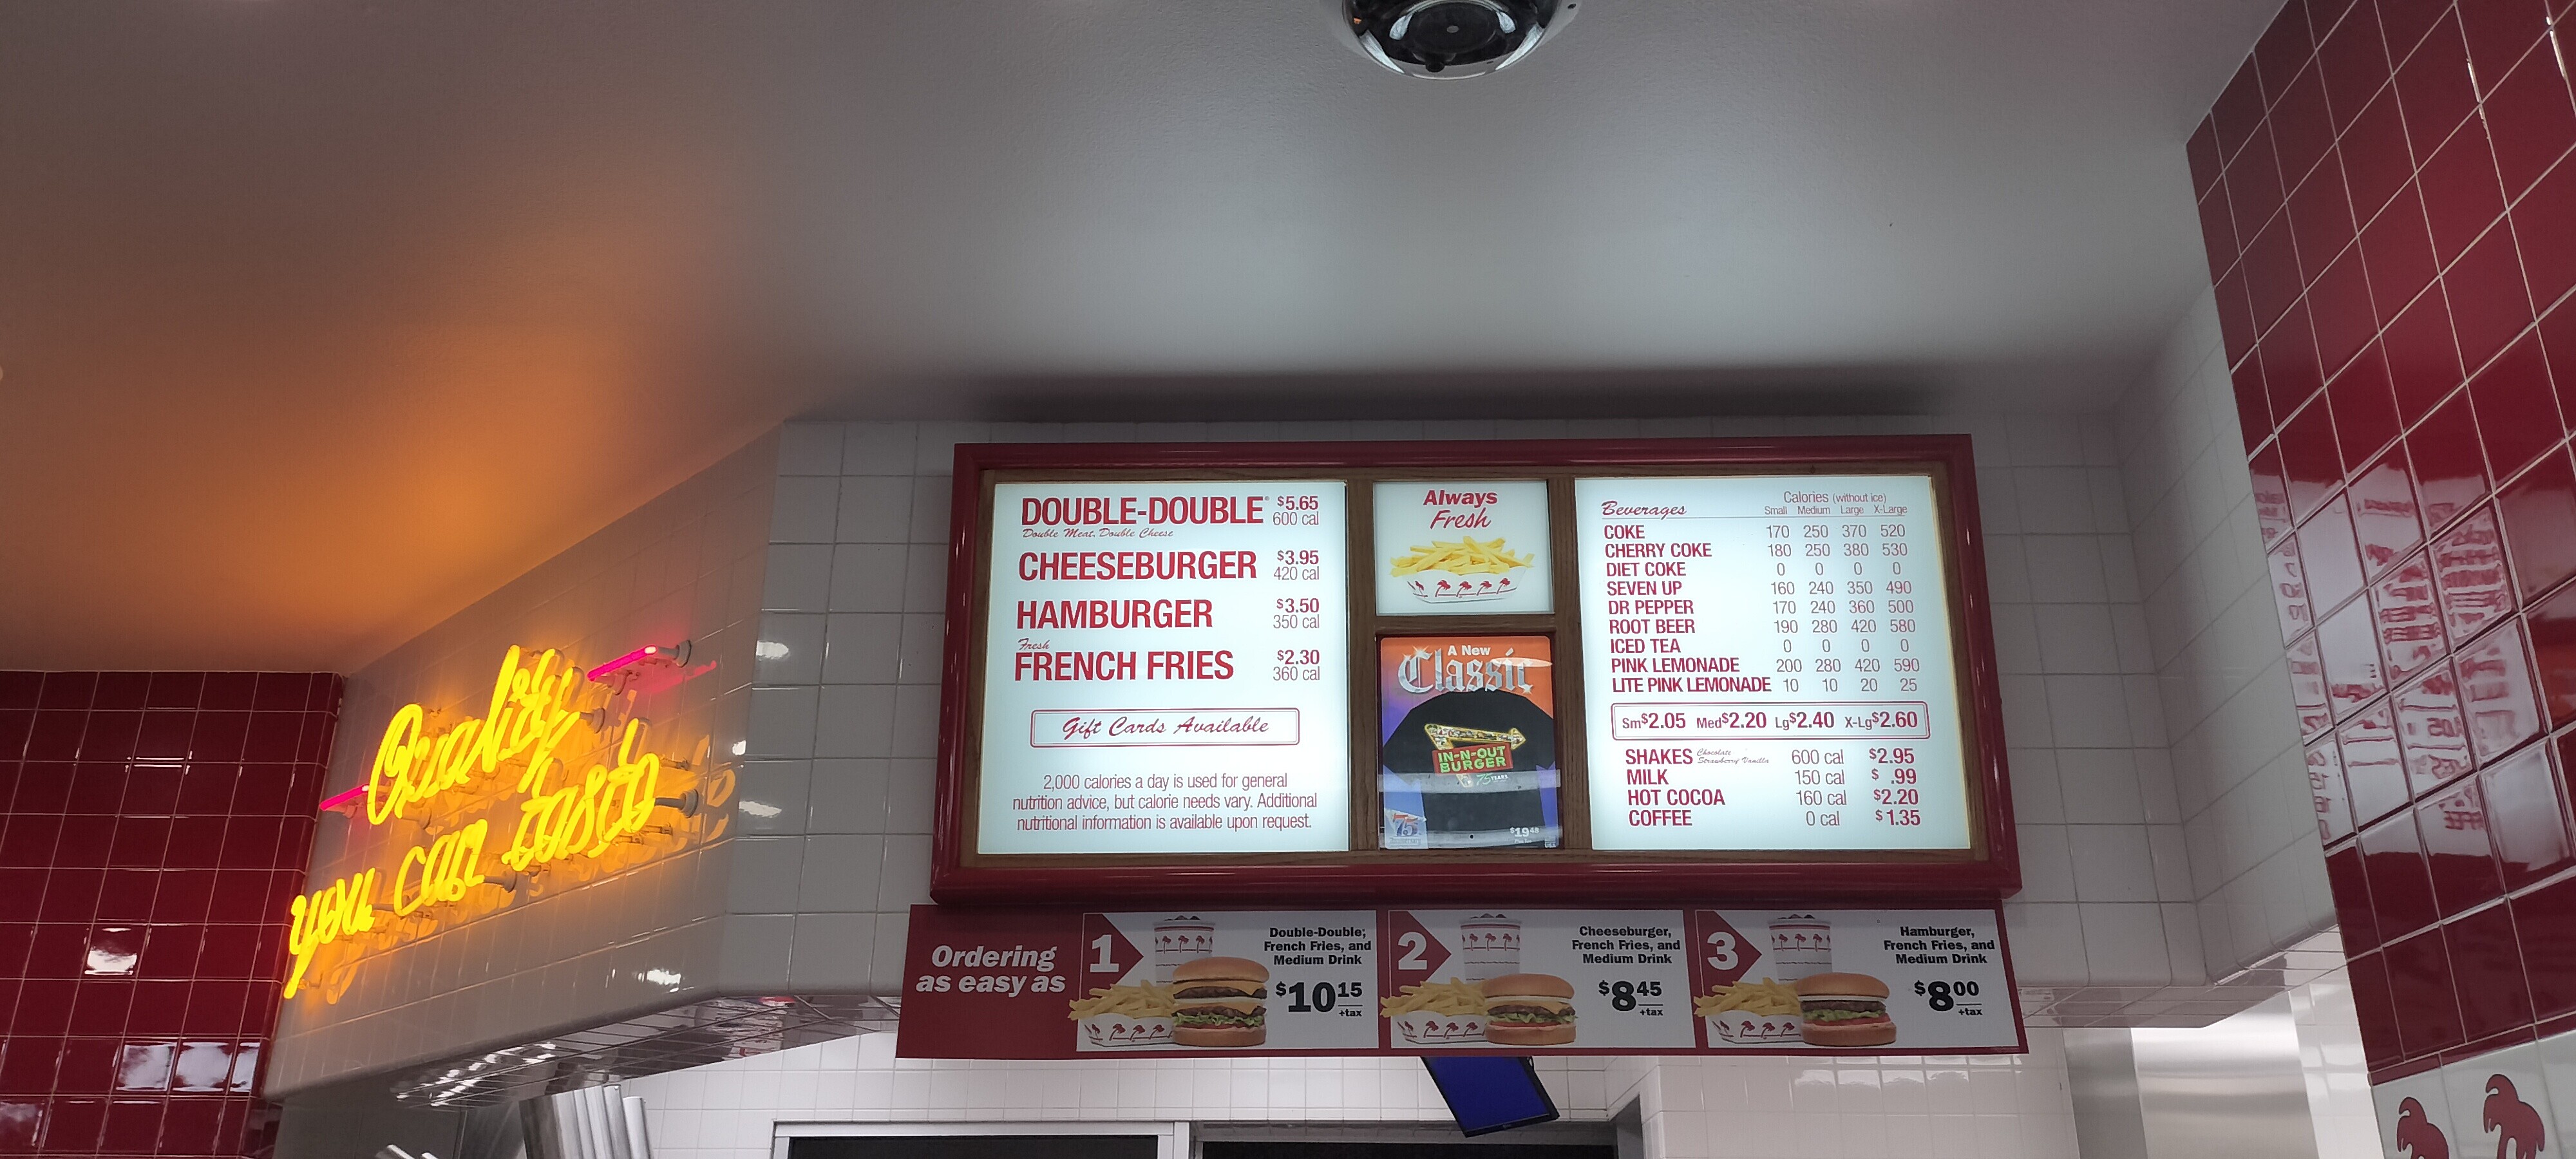 Quality
you can taste
DOUBLE-DOUBLE® $5.65
Double Meat, Double Cheese 600 cal
CHEESEBURGER $3.95
420 cal
HAMBURGER $3.50
350 cal
Fresh
FRENCH FRIES $2.30
360 cal
Gift Cards Available
2,000 calories a day is used for general
nutrition advice, but calorie needs vary. Additional
nutritional information is available upon request.
Always
Fresh
A New
Classic
IN-N-OUT
BURGER
75 YEARS
75
$19.48
Beverages Calories (without ice)
Small Medium Large X-Large
COKE 170 250 370 520
CHERRY COKE 180 250 380 530
DIET COKE 0 0 0 0
SEVEN UP 160 240 350 490
DR PEPPER 170 240 360 500
ROOT BEER 190 280 420 580
ICED TEA 0 0 0 0
PINK LEMONADE 200 280 420 590
LITE PINK LEMONADE 10 10 20 25
Sm$2.05 Med$2.20 Lg$2.40 X-Lg$2.60
SHAKES Chocolate Strawberry Vanilla 600 cal $2.95
MILK 150 cal $ .99
HOT COCOA 160 cal $2.20
COFFEE 0 cal $1.35
Ordering
as easy as
1
Double-Double,
French Fries, and
Medium Drink
$10.15
+tax
2
Cheeseburger,
French Fries, and
Medium Drink
$8.45
+tax
3
Hamburger,
French Fries, and
Medium Drink
$8.00
+tax